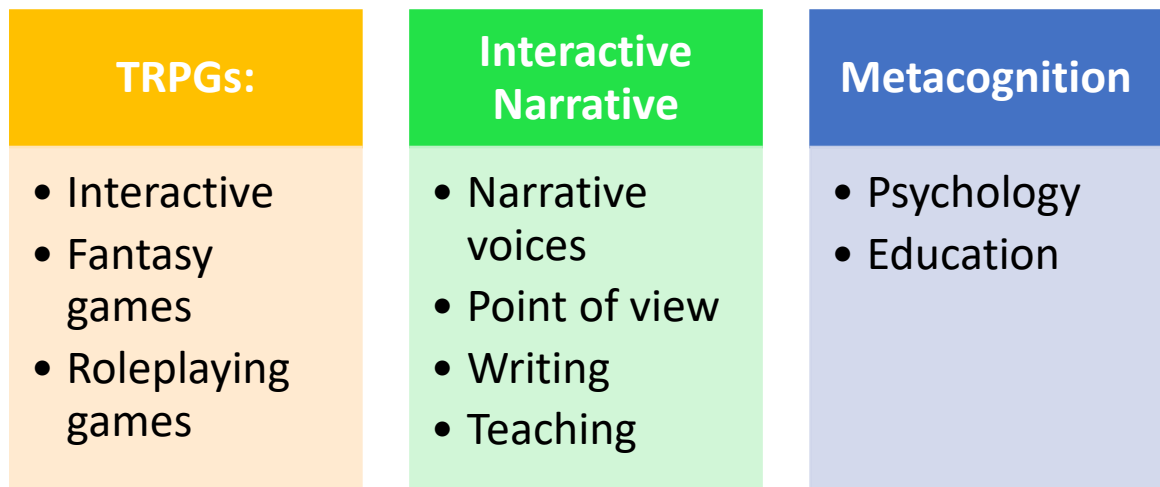 TRPGs:
• Interactive
• Fantasy
games
• Roleplaying
games
Interactive
Narrative
• Narrative
voices
• Point of view
• Writing
• Teaching
Metacognition
• Psychology
• Education